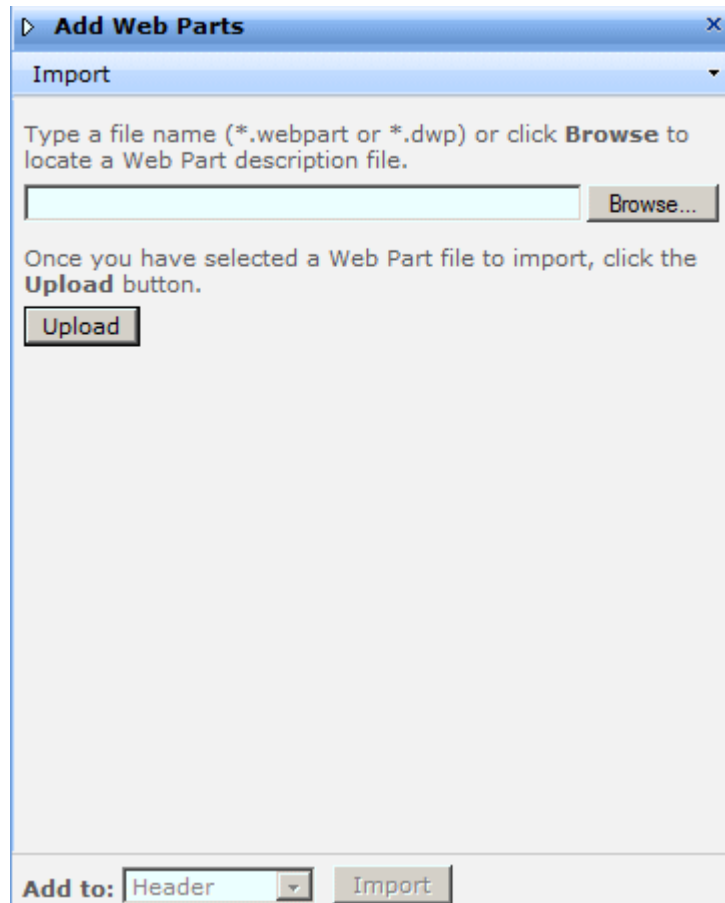 Add Web Parts
Import
Type a file name (*.webpart or *.dwp) or click Browse to
locate a Web Part description file.
Browse...
Once you have selected a Web Part file to import, click the
Upload button.
Upload
Add to: Header Import